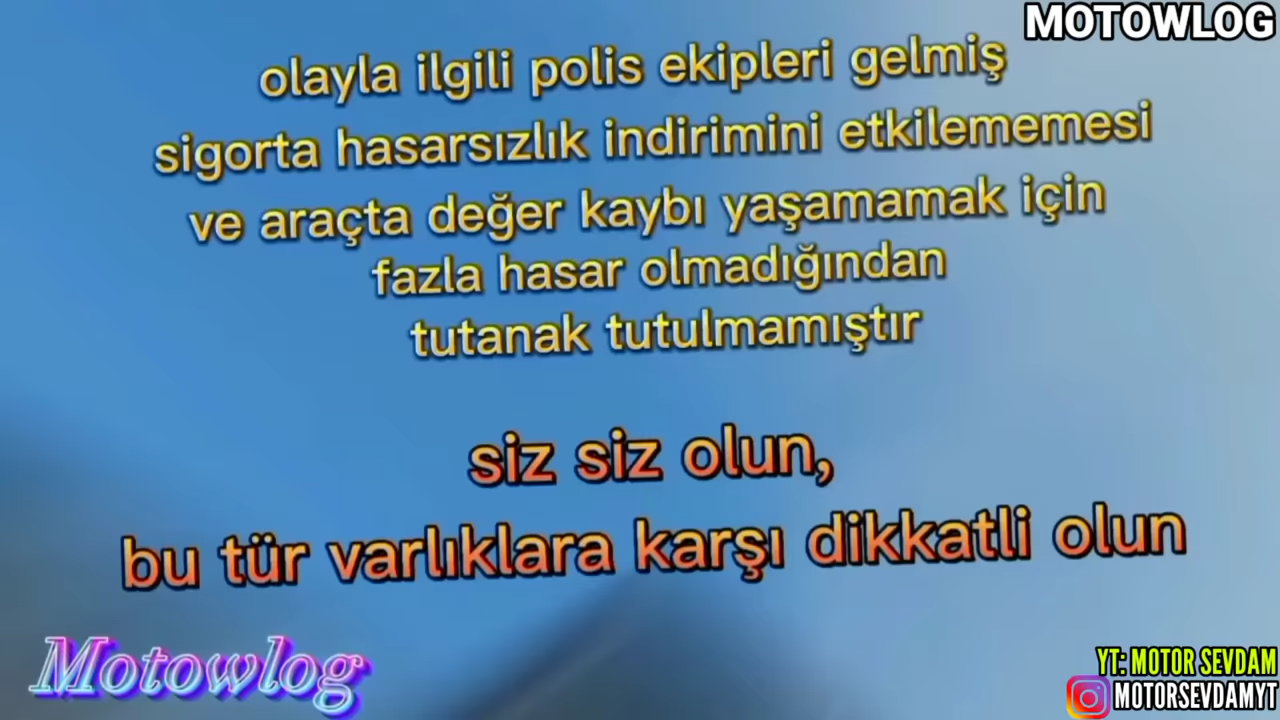 MOTOWLOG
olayla ilgili polis ekipleri gelmiş
sigorta hasarsızlık indirimini etkilememesi
ve araçta değer kaybı yaşamamak için
fazla hasar olmadığından
tutanak tutulmamıştır
siz siz olun,
bu tür varlıklara karşı dikkatli olun
Motowlog
YT: MOTOR SEVDAM
MOTORSEVDAMYT